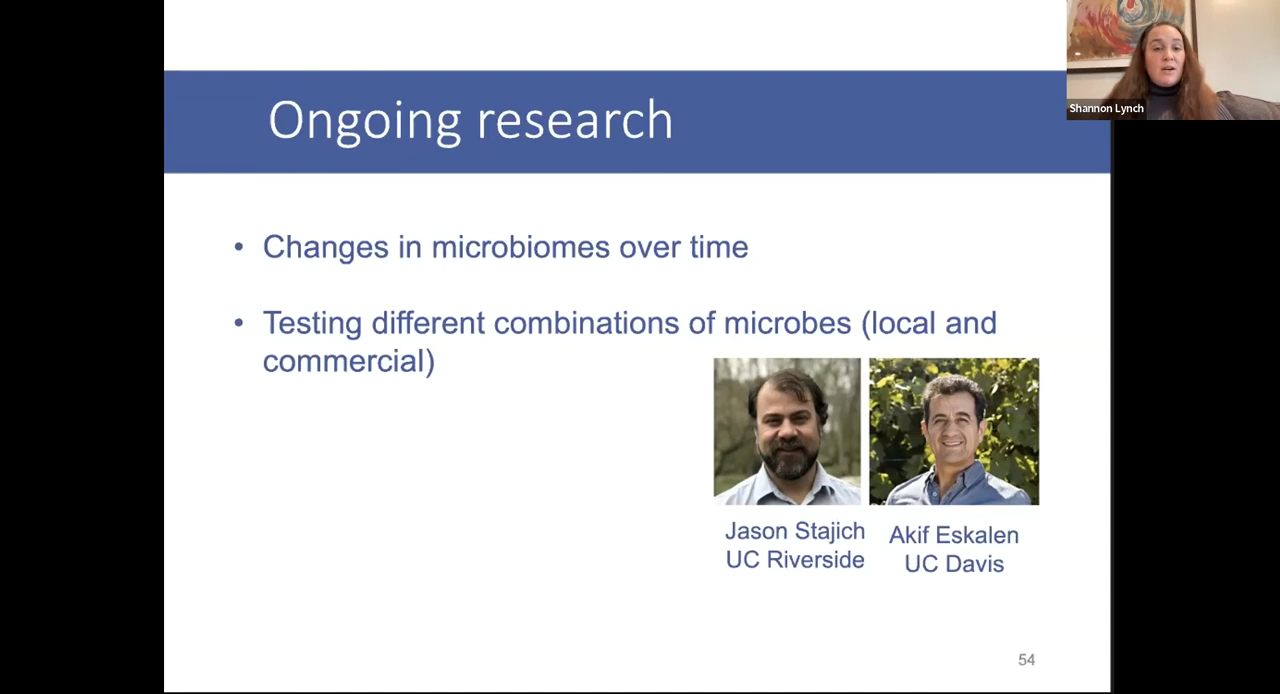 Ongoing research
Shannon Lynch
• Changes in microbiomes over time
• Testing different combinations of microbes (local and
commercial)
Jason Stajich
UC Riverside
Akif Eskalen
UC Davis
54